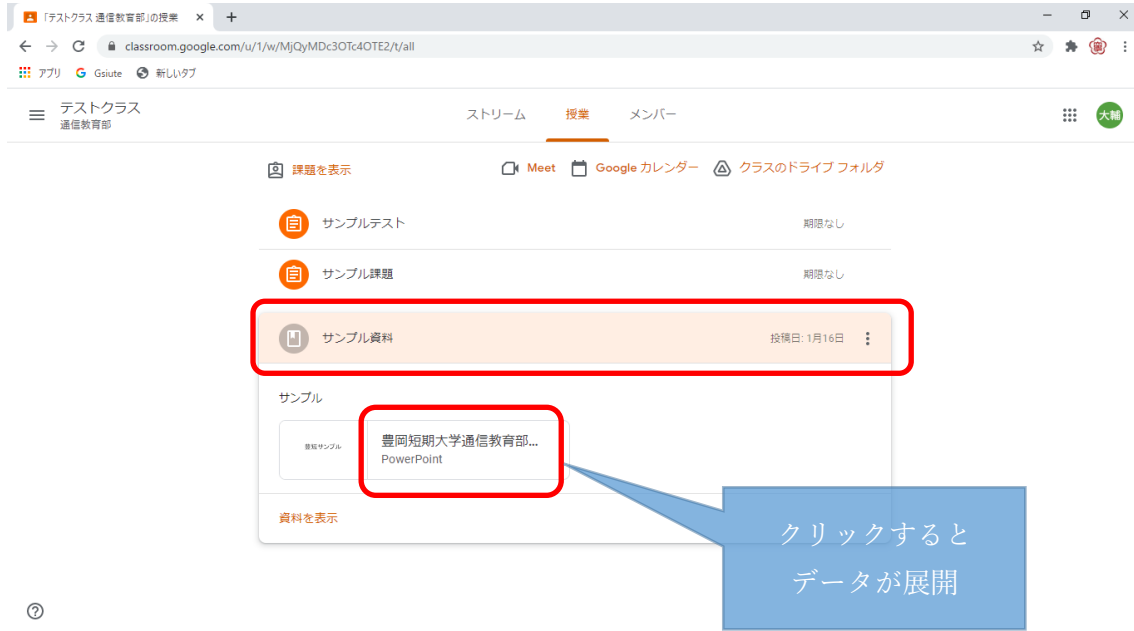 「テストクラス 通信教育部」の授業
classroom.google.com/u/1/w/MjQyMDc3OTc4OTE2/t/all
アプリ Gsiute 新しいタブ
テストクラス
通信教育部
ストリーム 授業 メンバー
大輔
課題を表示 Meet Google カレンダー クラスのドライブ フォルダ
サンプルテスト 期限なし
サンプル課題 期限なし
サンプル資料 投稿日: 1月16日
サンプル
豊短サンプル
豊岡短期大学通信教育部...
PowerPoint
資料を表示
クリックすると
データが展開